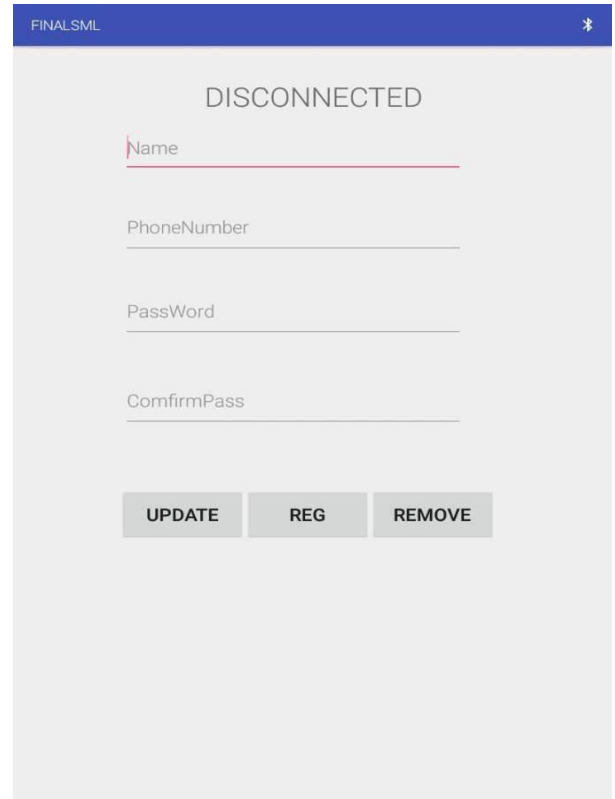 FINALSML
DISCONNECTED
Name
PhoneNumber
PassWord
ComfirmPass
UPDATE REG REMOVE